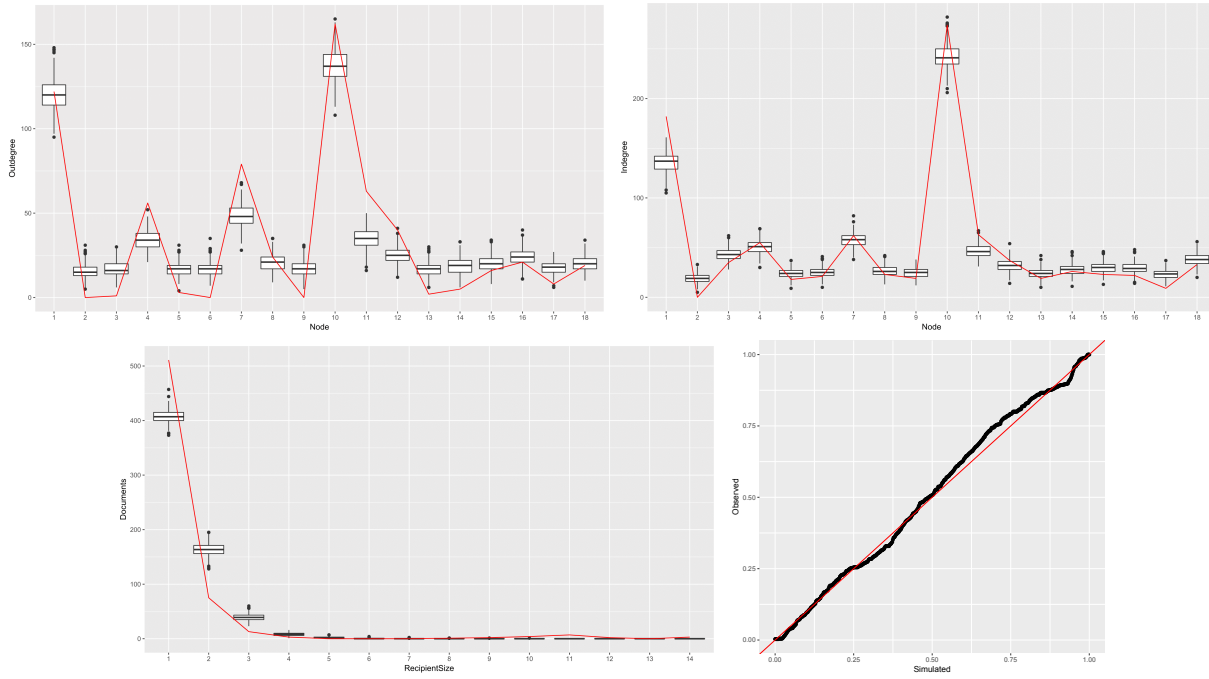 Outdegree
150
100
50
0
1 2 3 4 5 6 7 8 9 10 11 12 13 14 15 16 17 18
Node
Indegree
200
100
0
1 2 3 4 5 6 7 8 9 10 11 12 13 14 15 16 17 18
Node
Documents
500
400
300
200
100
0
1 2 3 4 5 6 7 8 9 10 11 12 13 14
RecipientSize
Observed
1.00
0.75
0.50
0.25
0.00
0.00 0.25 0.50 0.75 1.00
Simulated